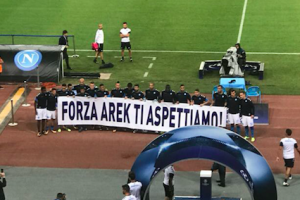 FORZA AREK TI ASPETTIAMO!
N